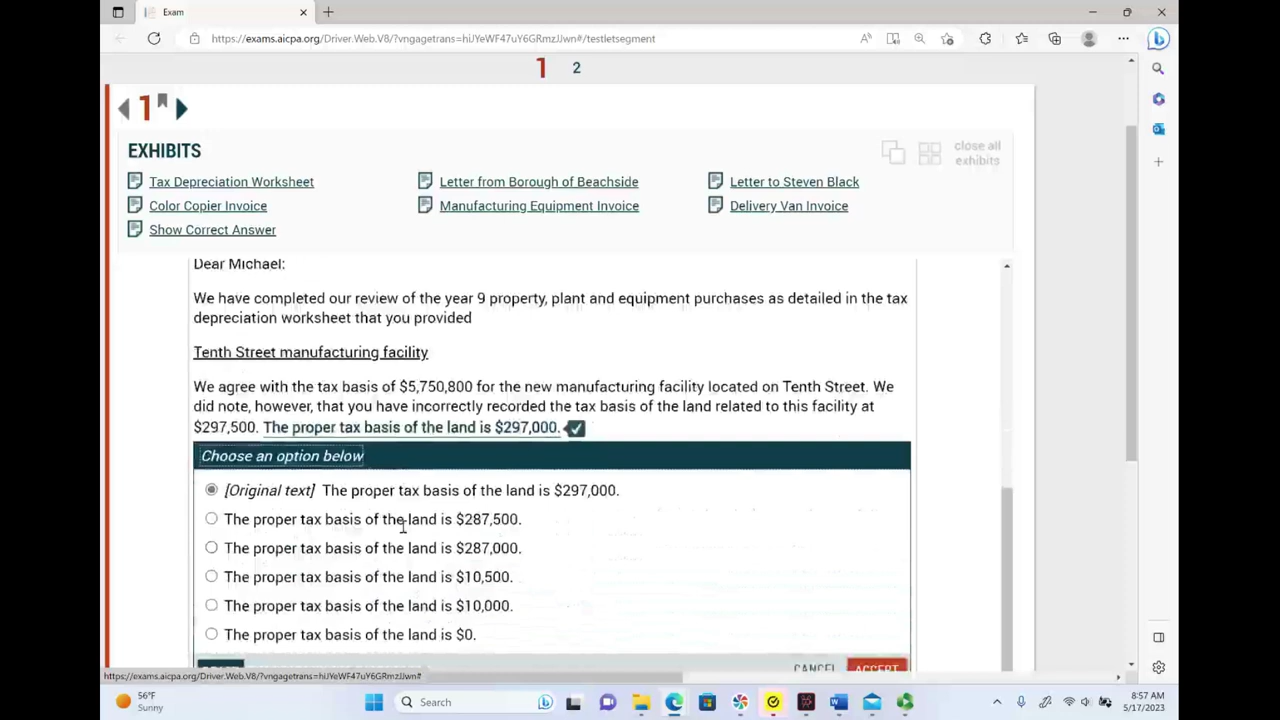 Exam
https://exams.aicpa.org/Driver.Web.V8/?vngagetrans=hiJYeWF47uY6GRmzJJwn#/testletsegment
1 2
1
EXHIBITS
close all exhibits
Tax Depreciation Worksheet
Letter from Borough of Beachside
Letter to Steven Black
Color Copier Invoice
Manufacturing Equipment Invoice
Delivery Van Invoice
Show Correct Answer
Dear Michael:
We have completed our review of the year 9 property, plant and equipment purchases as detailed in the tax
depreciation worksheet that you provided
Tenth Street manufacturing facility
We agree with the tax basis of $5,750,800 for the new manufacturing facility located on Tenth Street. We
did note, however, that you have incorrectly recorded the tax basis of the land related to this facility at
$297,500. The proper tax basis of the land is $297,000.
Choose an option below
[Original text] The proper tax basis of the land is $297,000.
The proper tax basis of the land is $287,500.
The proper tax basis of the land is $287,000.
The proper tax basis of the land is $10,500.
The proper tax basis of the land is $10,000.
The proper tax basis of the land is $0.
CANCEL ACCEPT
https://exams.aicpa.org/Driver.Web.V8/?vngagetrans=hiJYeWF47uY6GRmzJJwn#
56°F
Sunny
Search
8:57 AM
5/17/2023